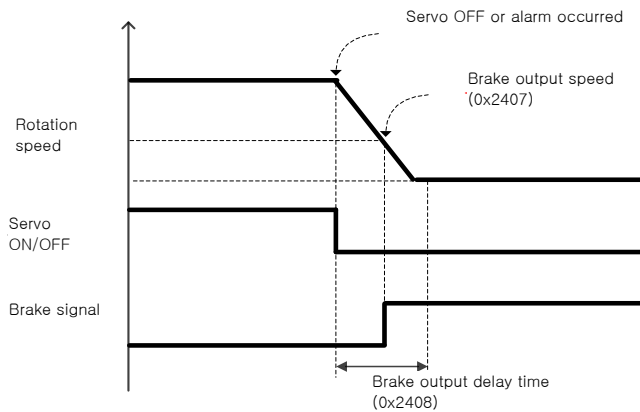 Servo OFF or alarm occurred
Brake output speed
(0x2407)
Rotation
speed
Servo
ON/OFF
Brake signal
Brake output delay time
(0x2408)